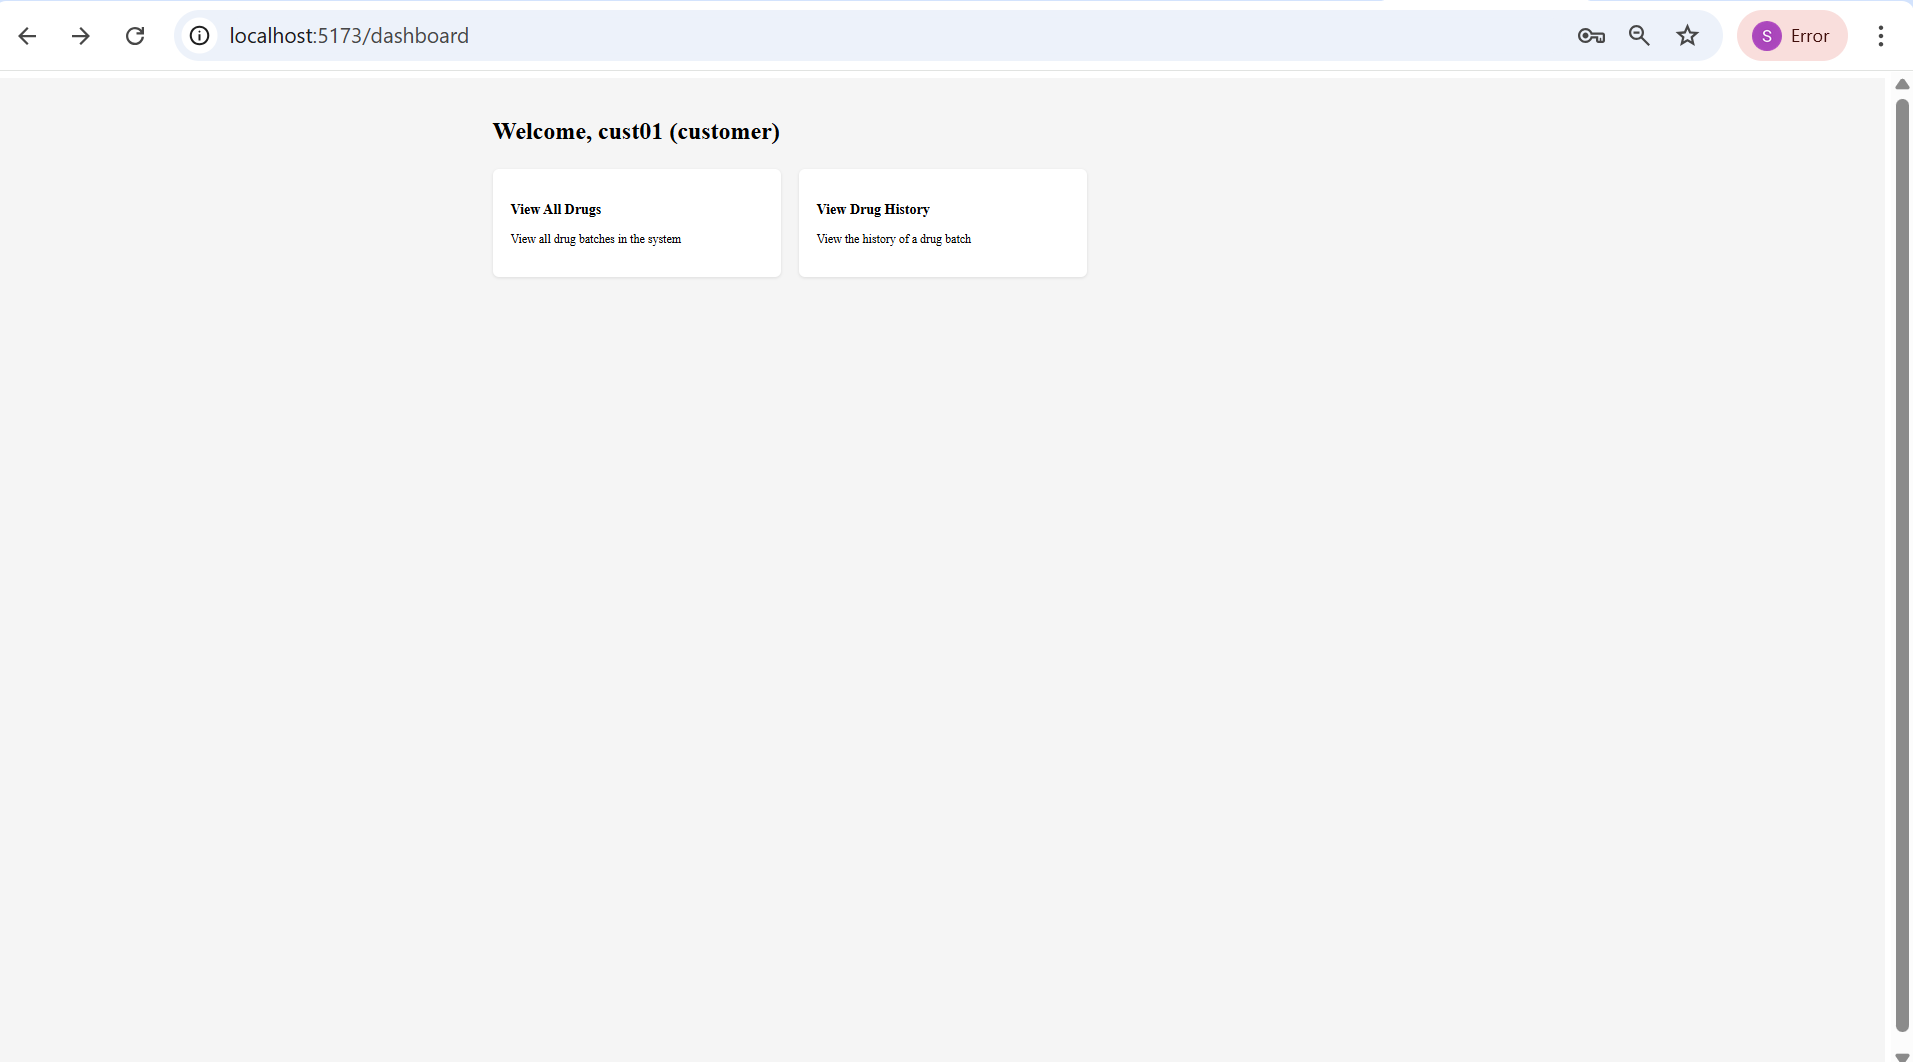 localhost:5173/dashboard
S Error
Welcome, cust01 (customer)
View All Drugs
View all drug batches in the system
View Drug History
View the history of a drug batch